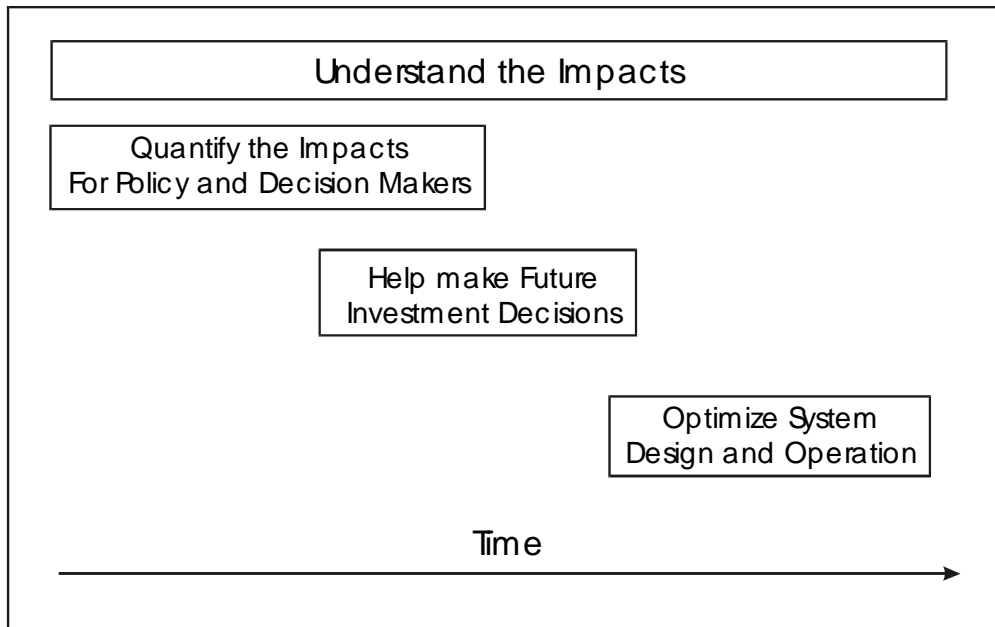 Understand the Impacts
Quantify the Impacts
For Policy and Decision Makers
Help make Future
Investment Decisions
Optimize System
Design and Operation
Time